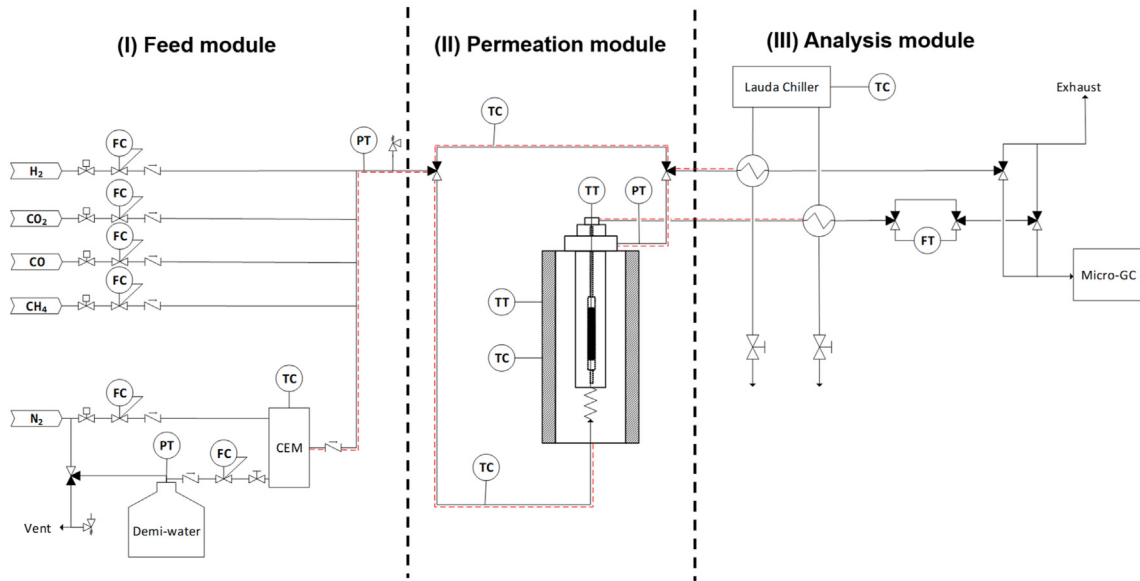 (I) Feed module
(II) Permeation module
(III) Analysis module
Lauda Chiller
TC
Exhaust
TC
FC
PT
H₂
TT
PT
FC
CO₂
FT
FC
CO
Micro-GC
FC
CH₄
TT
TC
TC
FC
N₂
PT
FC
CEM
TC
Vent
Demi-water